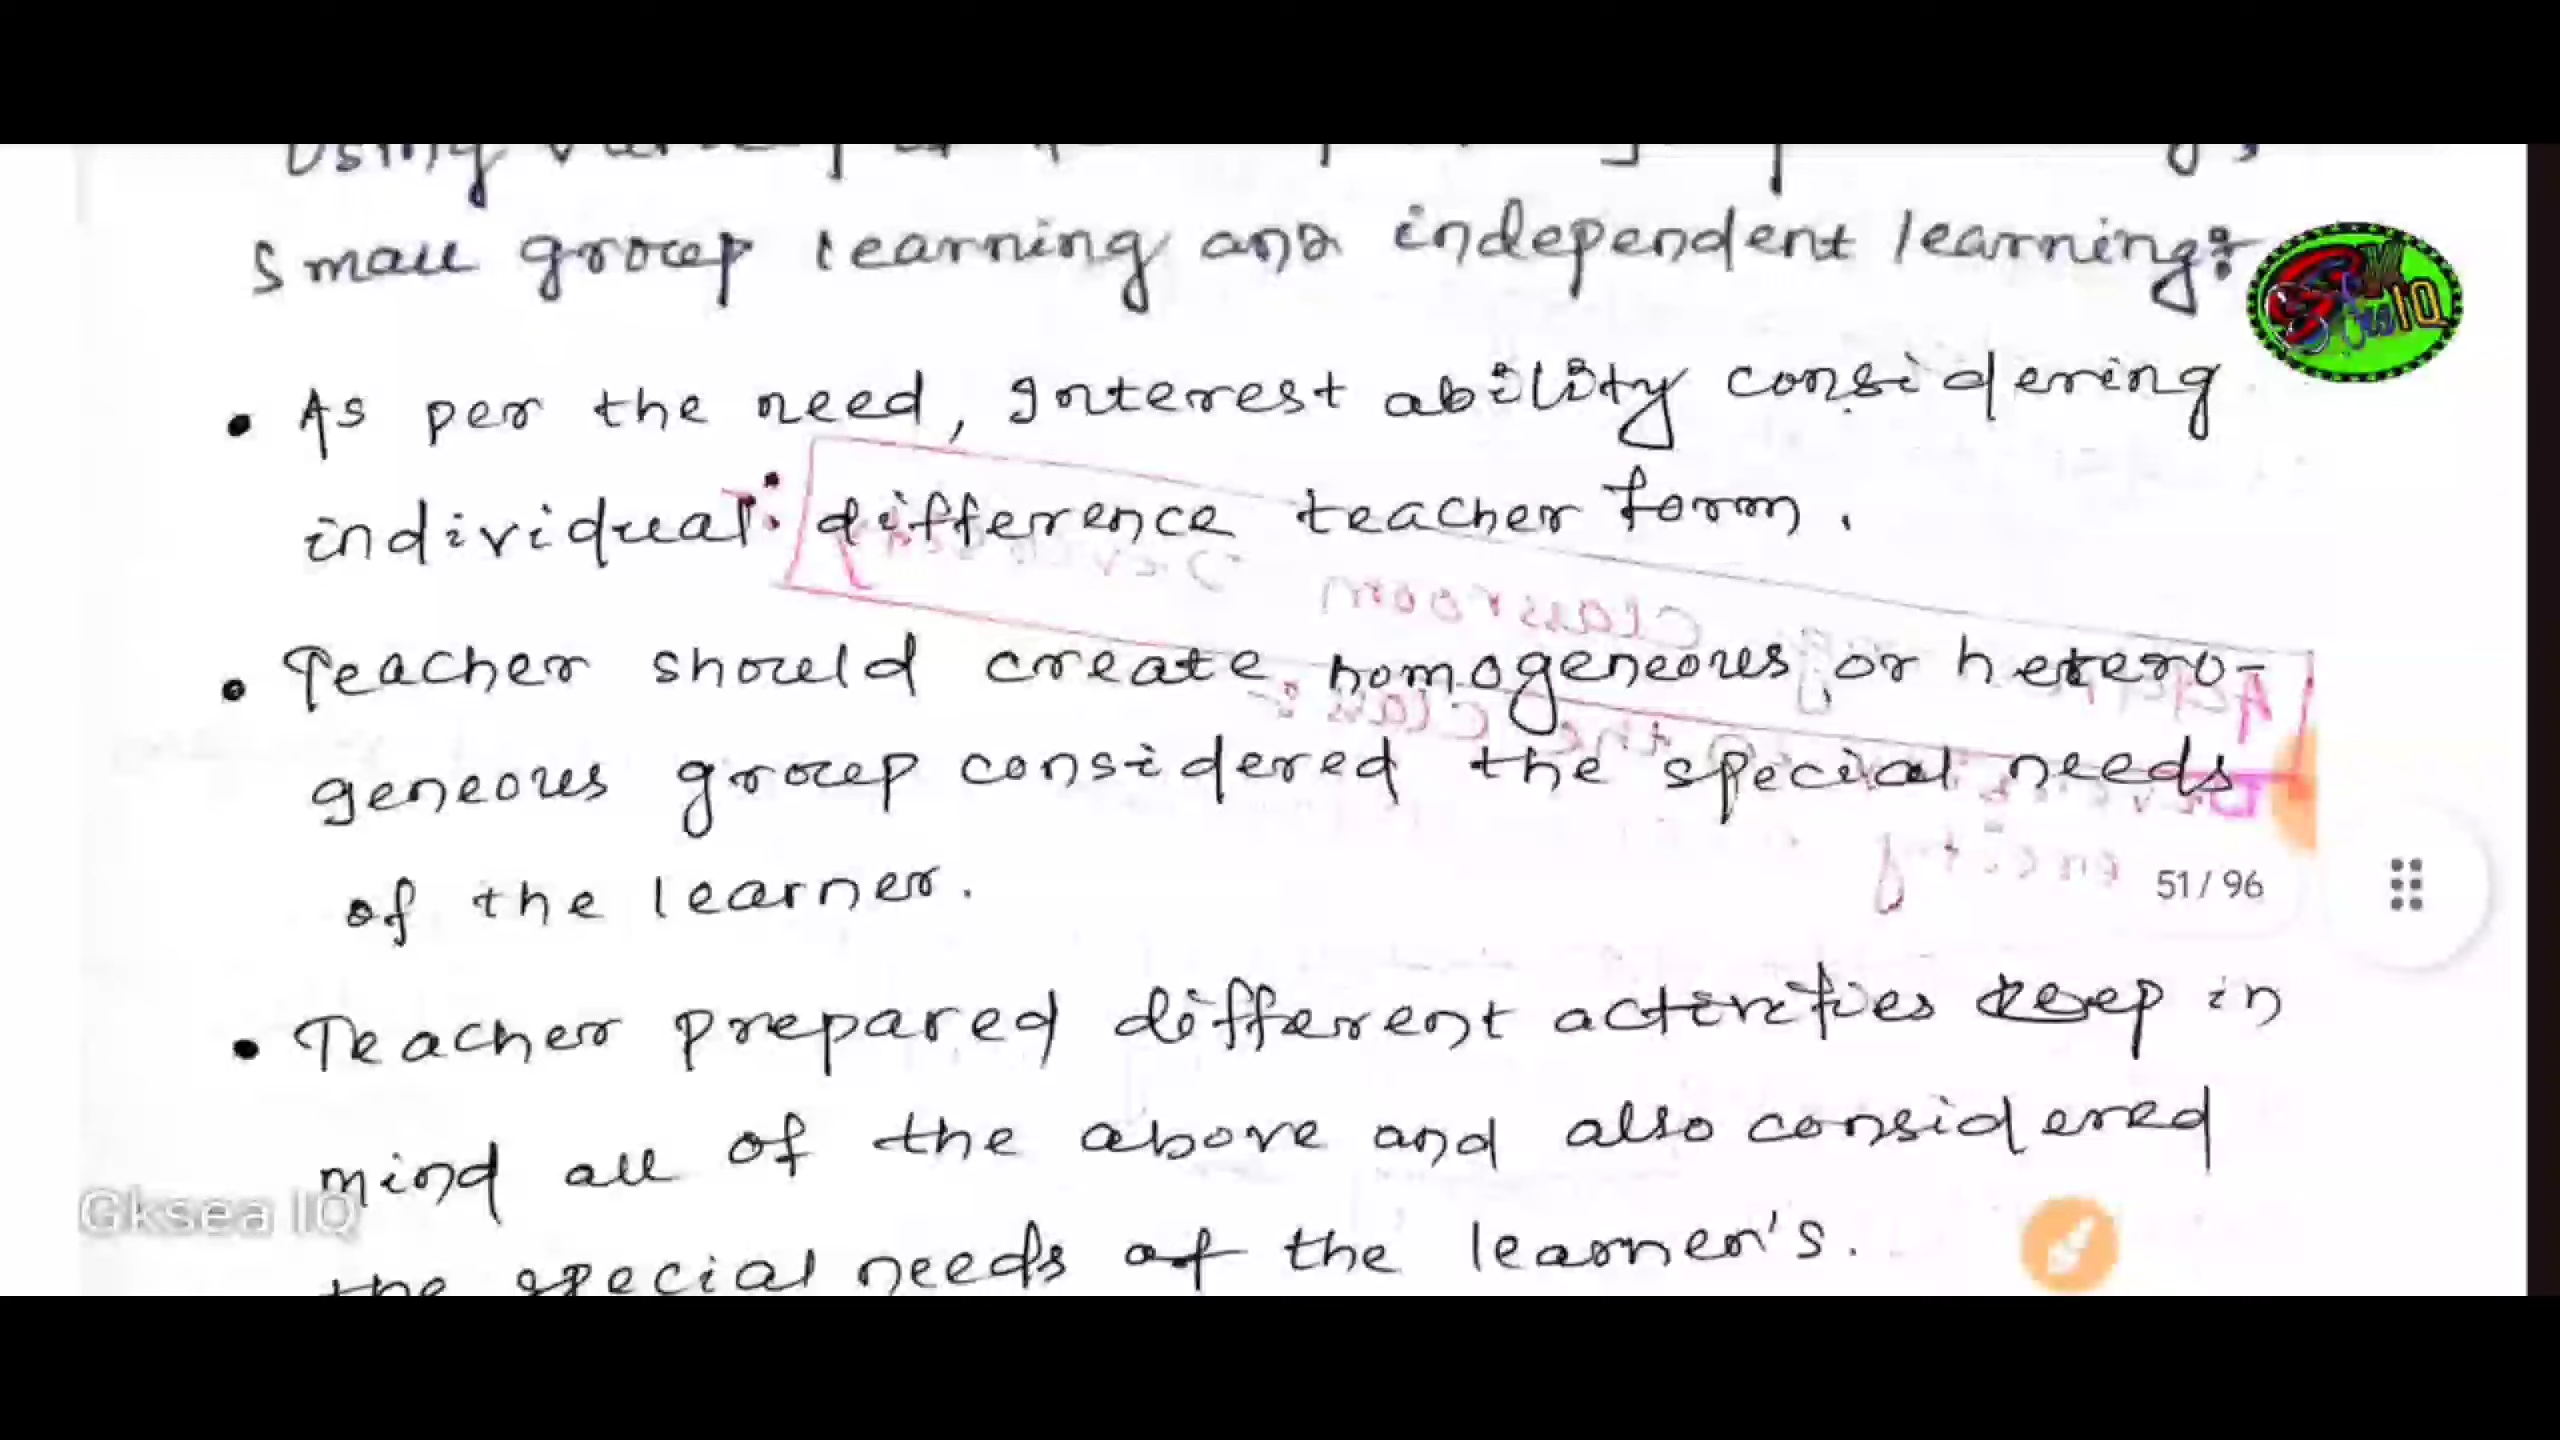 Using
small group learning and independent learning:
• As per the need, Interest ability considering
individual difference teacher form.
• Teacher should create homogeneous or hetero-
geneous group considered the special needs
of the learner.
51 / 96
• Teacher prepared different activities keep in
mind all of the above and also considered
Gksea IQ
the special needs of the learner's.